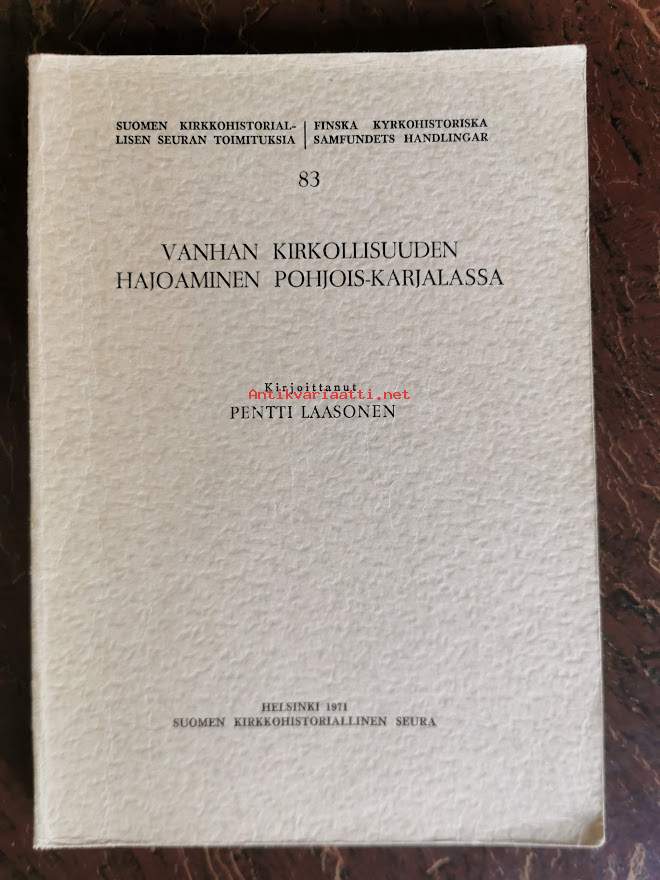 SUOMEN KIRKKOHISTORIAL-
LISEN SEURAN TOIMITUKSIA
FINSKA KYRKOHISTORISKA
SAMFUNDETS HANDLINGAR
83
VANHAN KIRKOLLISUUDEN
HAJOAMINEN POHJOIS-KARJALASSA
Kirjoittanut
Antikvariaatti.net
PENTTI LAASONEN
HELSINKI 1971
SUOMEN KIRKKOHISTORIALLINEN SEURA